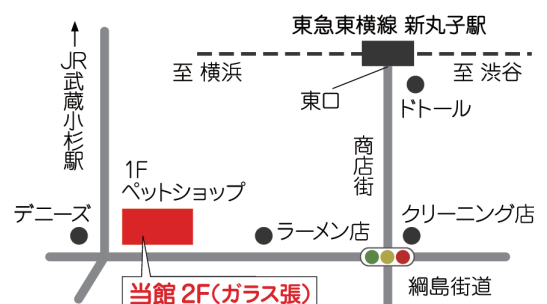 東急東横線 新丸子駅
至 横浜
至 渋谷
東口
ドトール
JR武蔵小杉駅
商店街
1F
ペットショップ
デニーズ
ラーメン店
クリーニング店
当館 2F(ガラス張)
綱島街道